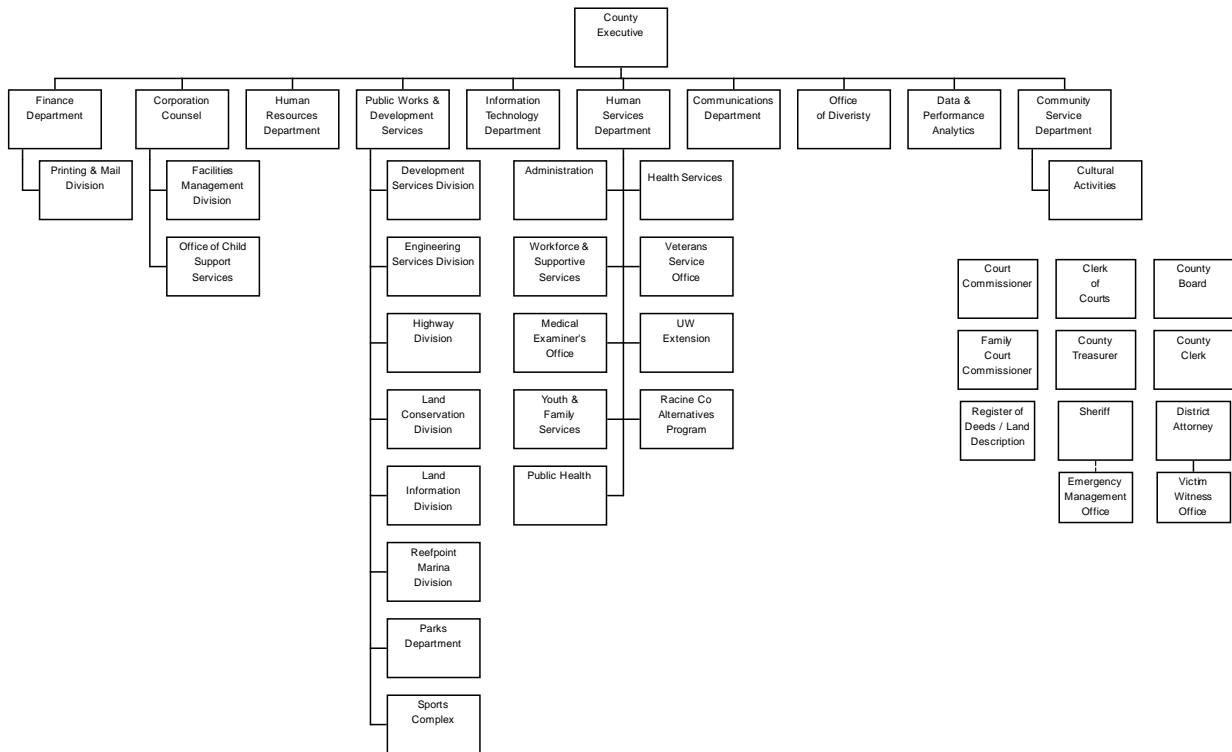 County
Executive
Finance
Department
Corporation
Counsel
Human
Resources
Department
Public Works &
Development
Services
Information
Technology
Department
Human
Services
Department
Communications
Department
Office
of Diveristy
Data &
Performance
Analytics
Community
Service
Department
Printing & Mail
Division
Facilities
Management
Division
Office of Child
Support
Services
Development
Services Division
Engineering
Services Division
Highway
Division
Land
Conservation
Division
Land
Information
Division
Reefpoint
Marina
Division
Parks
Department
Sports
Complex
Administration
Health Services
Workforce &
Supportive
Services
Veterans
Service
Office
Medical
Examiner's
Office
UW
Extension
Youth &
Family
Services
Racine Co
Alternatives
Program
Public Health
Cultural
Activities
Court
Commissioner
Clerk
of
Courts
County
Board
Family
Court
Commissioner
County
Treasurer
County
Clerk
Register of
Deeds / Land
Description
Sheriff
District
Attorney
Emergency
Management
Office
Victim
Witness
Office